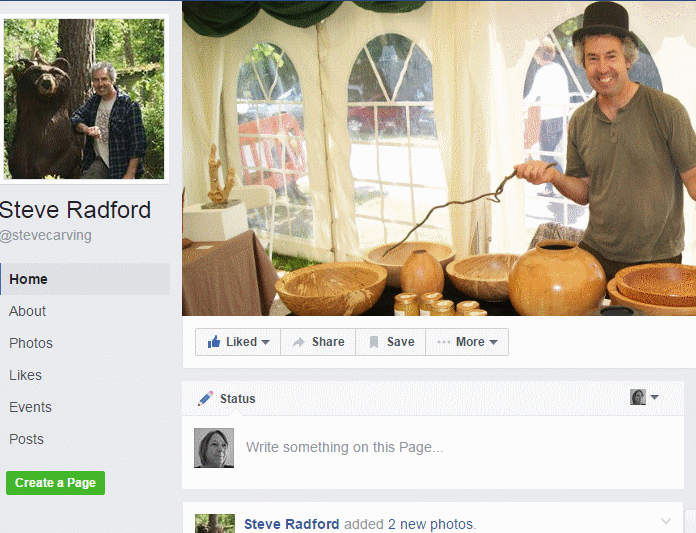 Steve Radford
@stevecarving
Home
About
Photos
Likes
Events
Posts
Create a Page
Liked
Share
Save
More
Status
Write something on this Page...
Steve Radford added 2 new photos.